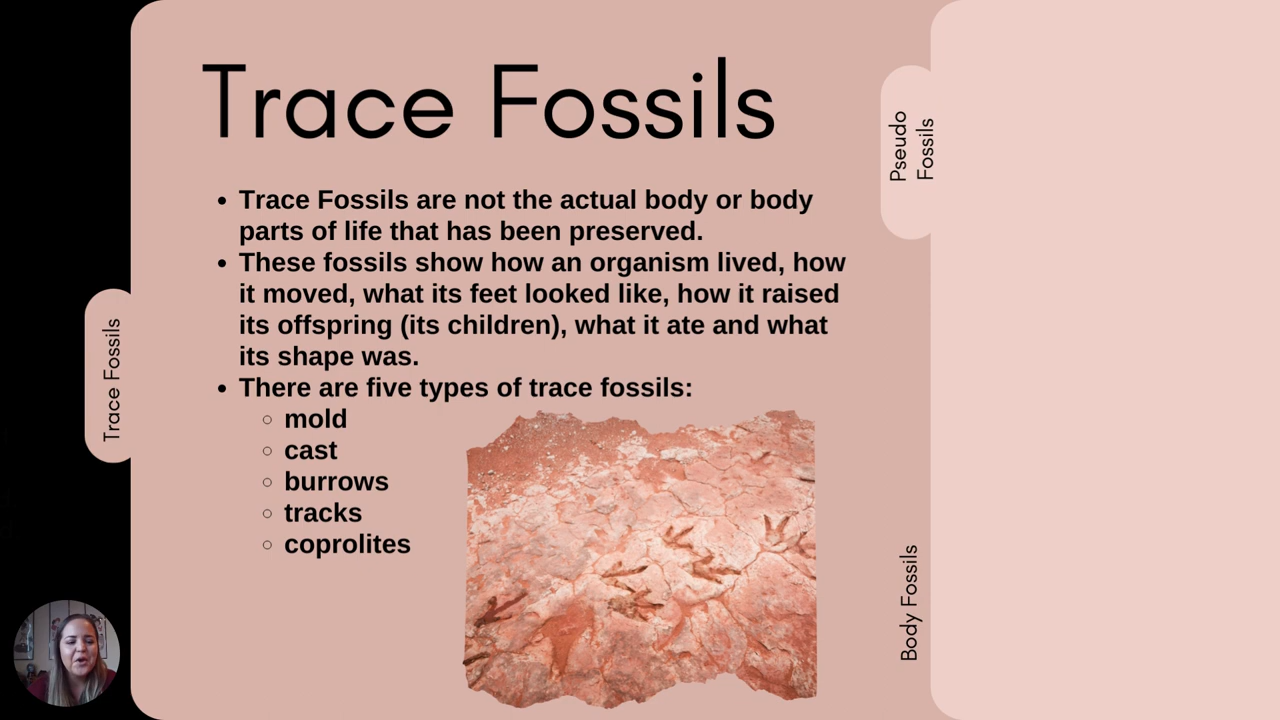 Trace Fossils
Trace Fossils are not the actual body or body
parts of life that has been preserved.
These fossils show how an organism lived, how
it moved, what its feet looked like, how it raised
its offspring (its children), what it ate and what
its shape was.
There are five types of trace fossils:
mold
cast
burrows
tracks
coprolites
Trace Fossils
Pseudo
Fossils
Body Fossils